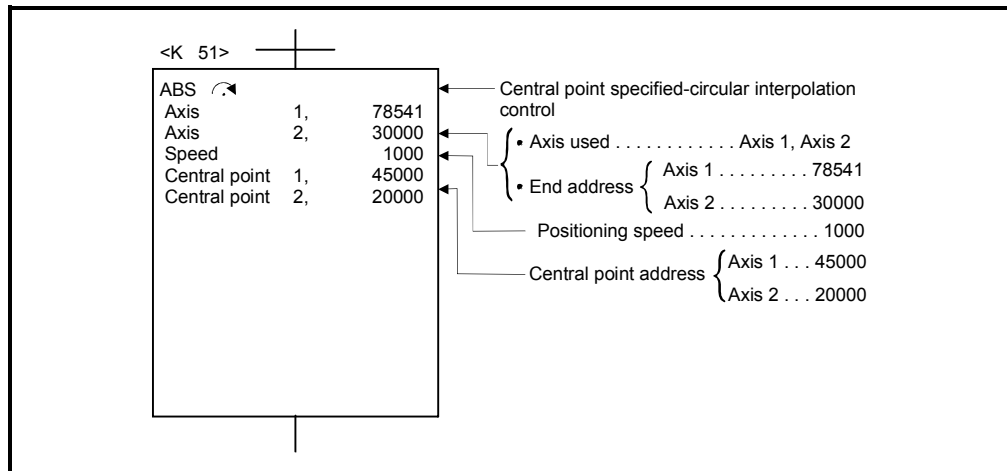 <K 51>
ABS
Axis 1, 78541
Axis 2, 30000
Speed 1000
Central point 1, 45000
Central point 2, 20000
Central point specified-circular interpolation
control
• Axis used . . . . . . . . . . . . Axis 1, Axis 2
• End address { Axis 1 . . . . . . . . . 78541
Axis 2 . . . . . . . . . 30000
Positioning speed . . . . . . . . . . . . . 1000
Central point address { Axis 1 . . . 45000
Axis 2 . . . 20000